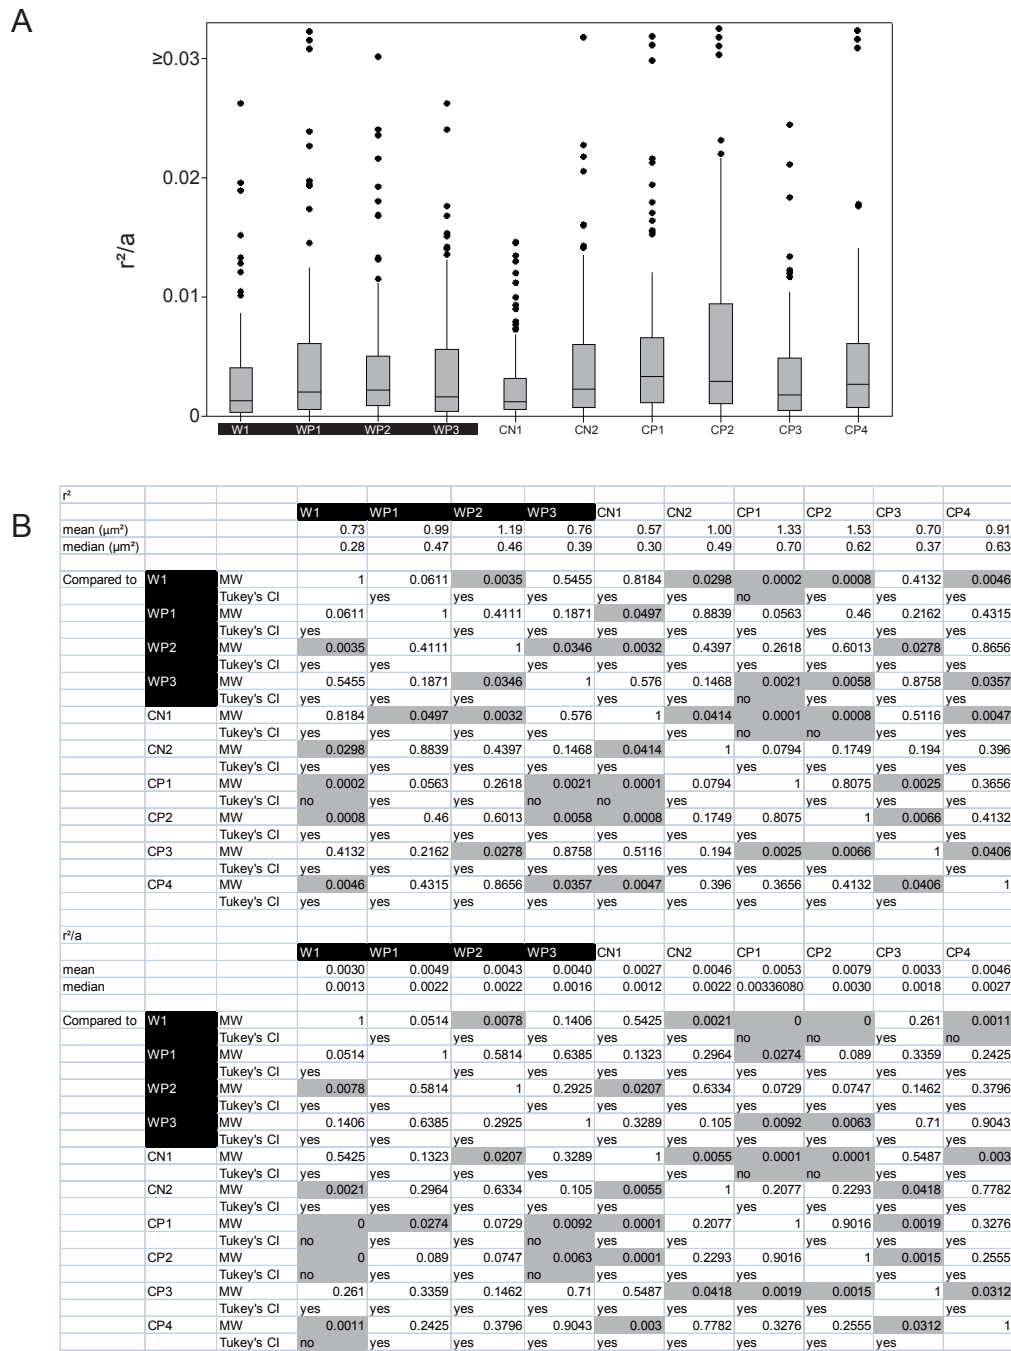 A
≥0.03
0.02
r²/a
0.01
0
W1 WP1 WP2 WP3 CN1 CN2 CP1 CP2 CP3 CP4
B
r²
W1 WP1 WP2 WP3 CN1 CN2 CP1 CP2 CP3 CP4
mean (µm²) 0.73 0.99 1.19 0.76 0.57 1.00 1.33 1.53 0.70 0.91
median (µm²) 0.28 0.47 0.46 0.39 0.30 0.49 0.70 0.62 0.37 0.63
Compared to W1 MW 1 0.0611 0.0035 0.5455 0.8184 0.0298 0.0002 0.0008 0.4132 0.0046
Tukey's CI yes yes yes yes yes no yes yes yes
WP1 MW 0.0611 1 0.4111 0.1871 0.0497 0.8839 0.0563 0.46 0.2162 0.4315
Tukey's CI yes yes yes yes yes yes yes yes yes
WP2 MW 0.0035 0.4111 1 0.0346 0.0032 0.4397 0.2618 0.6013 0.0278 0.8656
Tukey's CI yes yes yes yes yes yes yes yes yes
WP3 MW 0.5455 0.1871 0.0346 1 0.576 0.1468 0.0021 0.0058 0.8758 0.0357
Tukey's CI yes yes yes yes yes no yes yes yes
CN1 MW 0.8184 0.0497 0.0032 0.576 1 0.0414 0.0001 0.0008 0.5116 0.0047
Tukey's CI yes yes yes yes yes no no yes yes
CN2 MW 0.0298 0.8839 0.4397 0.1468 0.0414 1 0.0794 0.1749 0.194 0.396
Tukey's CI yes yes yes yes yes yes yes yes yes
CP1 MW 0.0002 0.0563 0.2618 0.0021 0.0001 0.0794 1 0.8075 0.0025 0.3656
Tukey's CI no yes yes no no yes yes yes yes
CP2 MW 0.0008 0.46 0.6013 0.0058 0.0008 0.1749 0.8075 1 0.0066 0.4132
Tukey's CI yes yes yes yes yes yes yes yes yes
CP3 MW 0.4132 0.2162 0.0278 0.8758 0.5116 0.194 0.0025 0.0066 1 0.0406
Tukey's CI yes yes yes yes yes yes yes yes yes
CP4 MW 0.0046 0.4315 0.8656 0.0357 0.0047 0.396 0.3656 0.4132 0.0406 1
Tukey's CI yes yes yes yes yes yes yes yes yes
r²/a
W1 WP1 WP2 WP3 CN1 CN2 CP1 CP2 CP3 CP4
mean 0.0030 0.0049 0.0043 0.0040 0.0027 0.0046 0.0053 0.0079 0.0033 0.0046
median 0.0013 0.0022 0.0022 0.0016 0.0012 0.0022 0.00336080 0.0030 0.0018 0.0027
Compared to W1 MW 1 0.0514 0.0078 0.1406 0.5425 0.0021 0 0 0.261 0.0011
Tukey's CI yes yes yes yes yes no no yes no
WP1 MW 0.0514 1 0.5814 0.6385 0.1323 0.2964 0.0274 0.089 0.3359 0.2425
Tukey's CI yes yes yes yes yes yes yes yes yes
WP2 MW 0.0078 0.5814 1 0.2925 0.0207 0.6334 0.0729 0.0747 0.1462 0.3796
Tukey's CI yes yes yes yes yes yes yes yes yes
WP3 MW 0.1406 0.6385 0.2925 1 0.3289 0.105 0.0092 0.0063 0.71 0.9043
Tukey's CI yes yes yes yes yes yes yes yes yes
CN1 MW 0.5425 0.1323 0.0207 0.3289 1 0.0055 0.0001 0.0001 0.5487 0.003
Tukey's CI yes yes yes yes yes no no yes yes
CN2 MW 0.0021 0.2964 0.6334 0.105 0.0055 1 0.2077 0.2293 0.0418 0.7782
Tukey's CI yes yes yes yes yes yes yes yes yes
CP1 MW 0 0.0274 0.0729 0.0092 0.0001 0.2077 1 0.9016 0.0019 0.3276
Tukey's CI no yes yes no yes yes yes yes yes
CP2 MW 0 0.089 0.0747 0.0063 0.0001 0.2293 0.9016 1 0.0015 0.2555
Tukey's CI no yes yes no yes yes yes yes yes
CP3 MW 0.261 0.3359 0.1462 0.71 0.5487 0.0418 0.0019 0.0015 1 0.0312
Tukey's CI yes yes yes yes yes yes yes yes yes
CP4 MW 0.0011 0.2425 0.3796 0.9043 0.003 0.7782 0.3276 0.2555 0.0312 1
Tukey's CI no yes yes yes yes yes yes yes yes